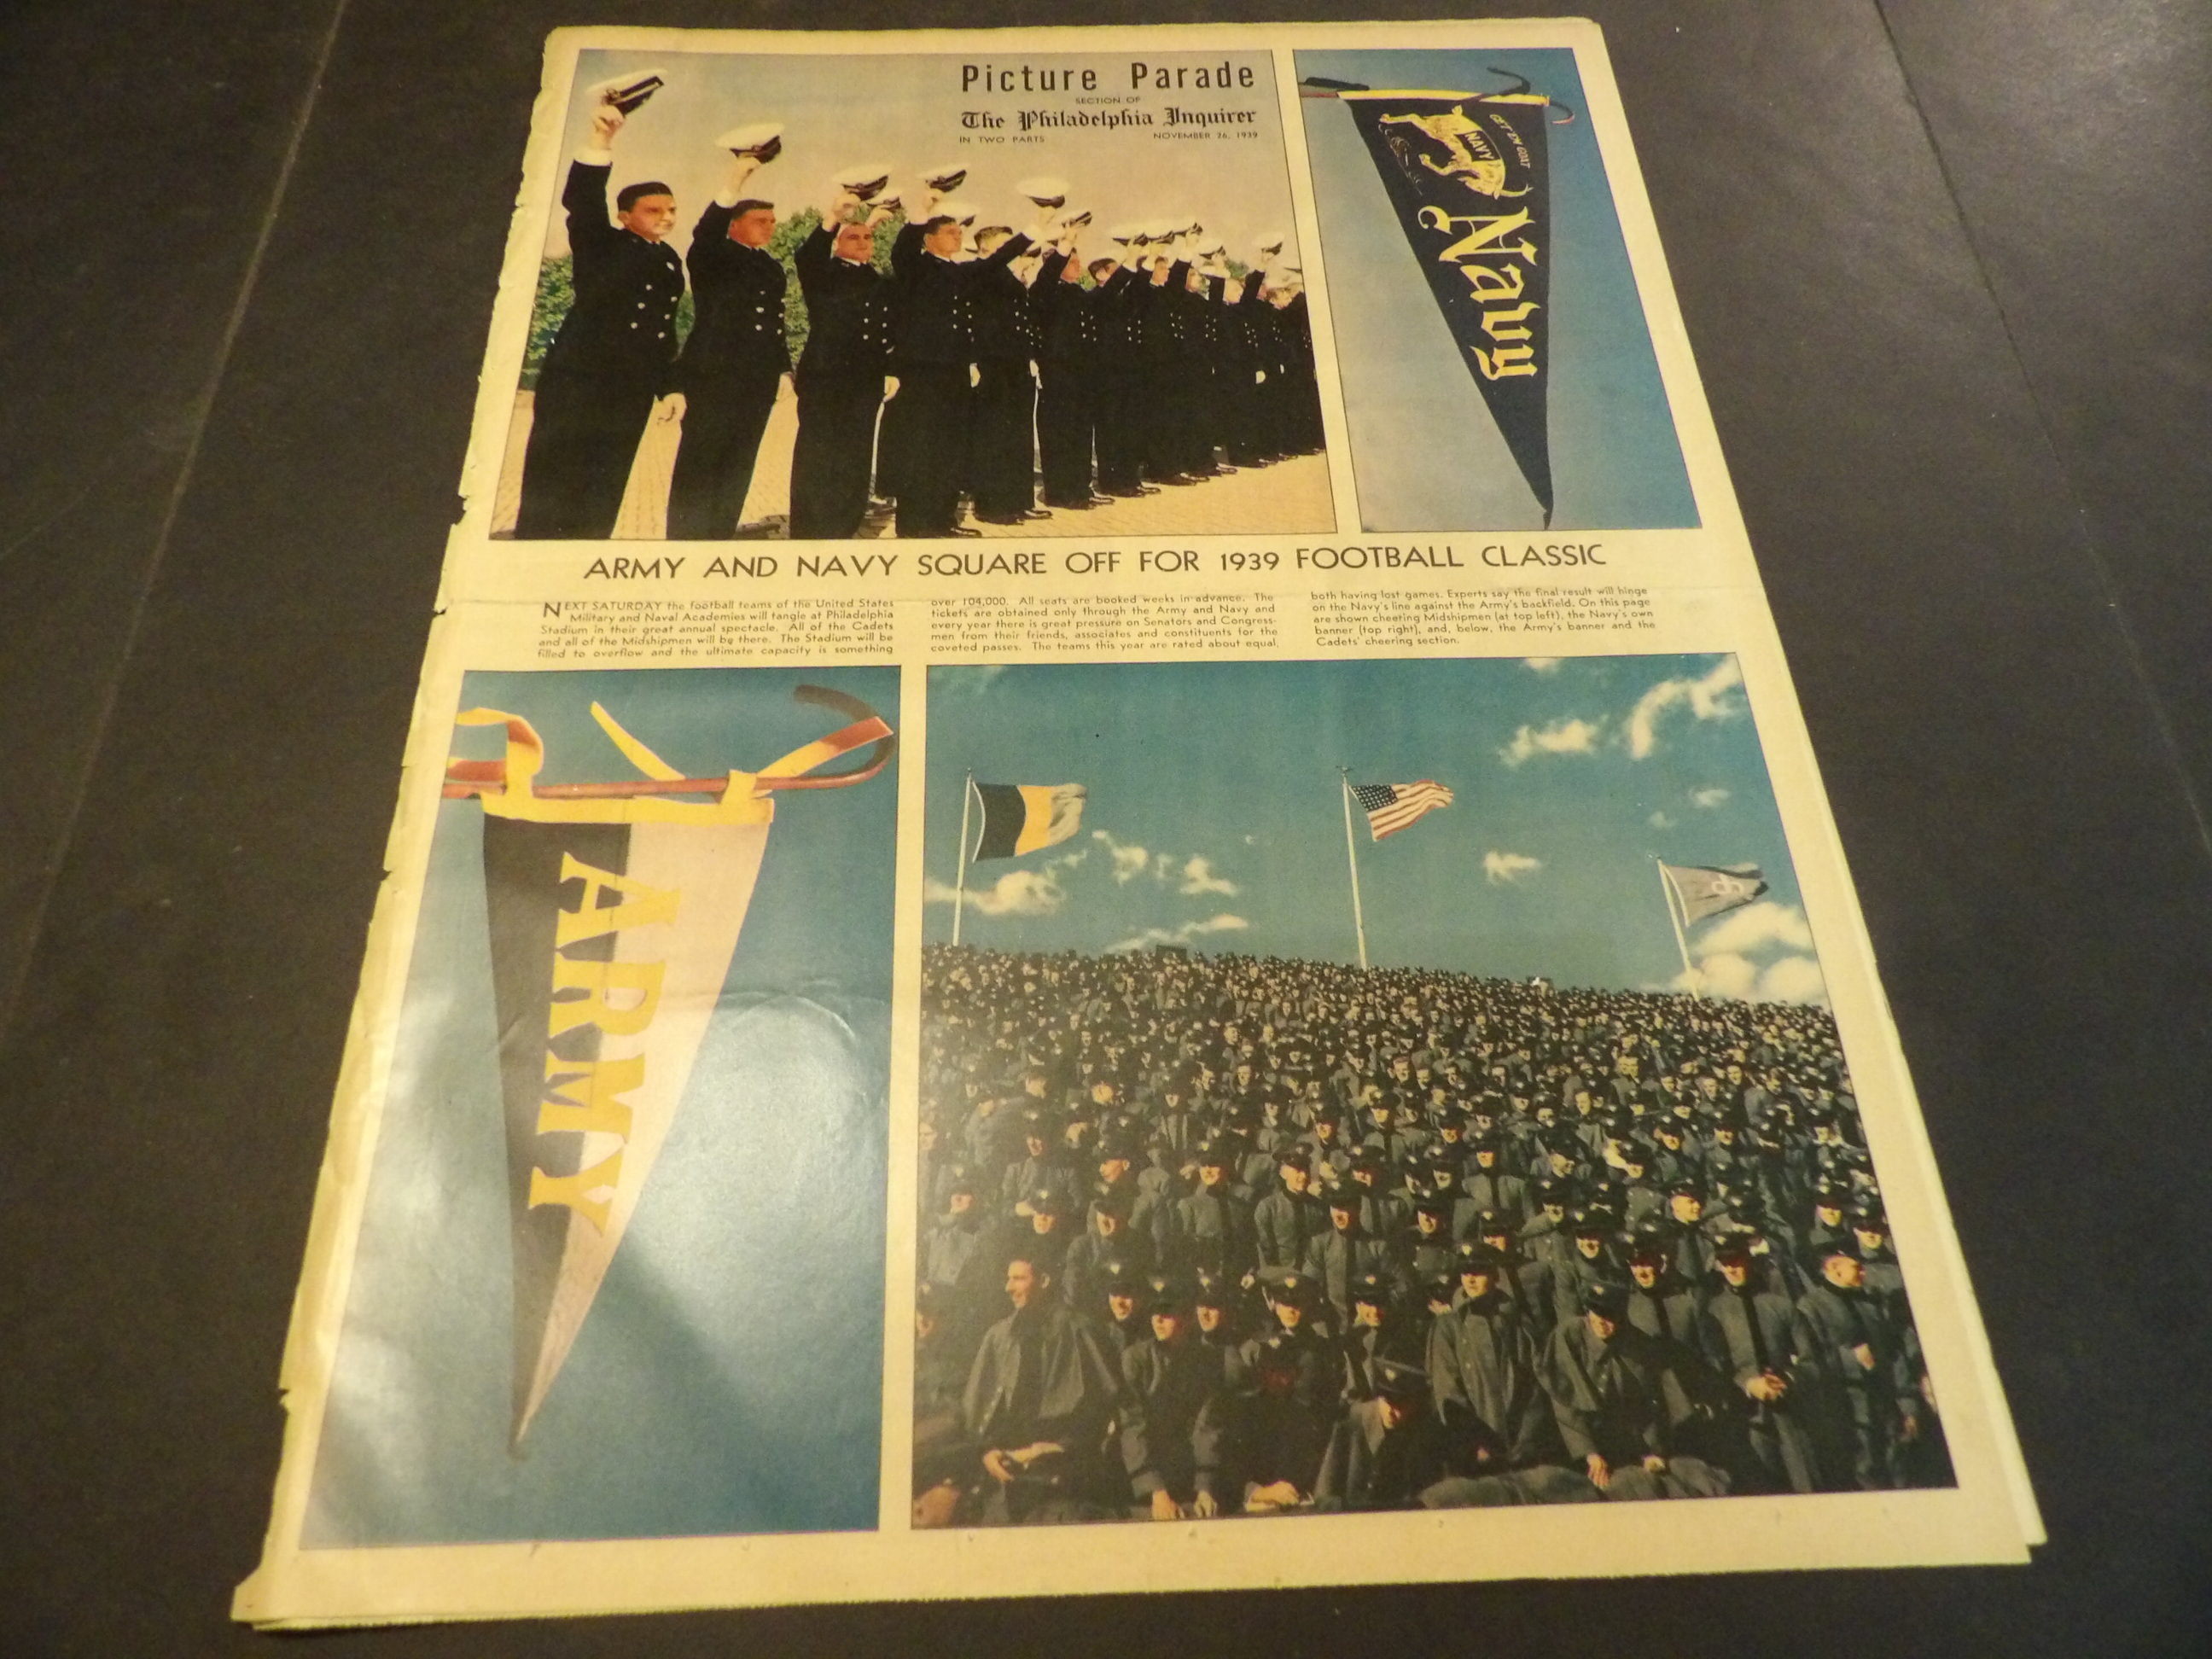 Picture Parade
SECTION OF
The Philadelphia Inquirer
IN TWO PARTS NOVEMBER 26, 1939
GET EM GOAT
NAVY
Navy
ARMY AND NAVY SQUARE OFF FOR 1939 FOOTBALL CLASSIC
NEXT SATURDAY the football teams of the United States
Military and Naval Academies will tangle at Philadelphia
Stadium in their great annual spectacle. All of the Cadets
and all of the Midshipmen will be there. The Stadium will be
filled to overflow and the ultimate capacity is something
over 104,000. All seats are booked weeks in advance. The
tickets are obtained only through the Army and Navy and
every year there is great pressure on Senators and Congress-
men from their friends, associates and constituents for the
coveted passes. The teams this year are rated about equal,
both having lost games. Experts say the final result will hinge
on the Navy's line against the Army's backfield. On this page
are shown cheering Midshipmen (at top left), the Navy's own
banner (top right), and, below, the Army's banner and the
Cadets' cheering section.
ARMY